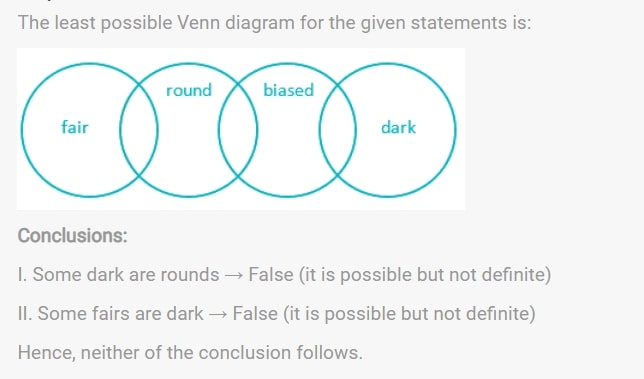 The least possible Venn diagram for the given statements is:
fair
round
biased
dark
Conclusions:
I. Some dark are rounds → False (it is possible but not definite)
II. Some fairs are dark → False (it is possible but not definite)
Hence, neither of the conclusion follows.